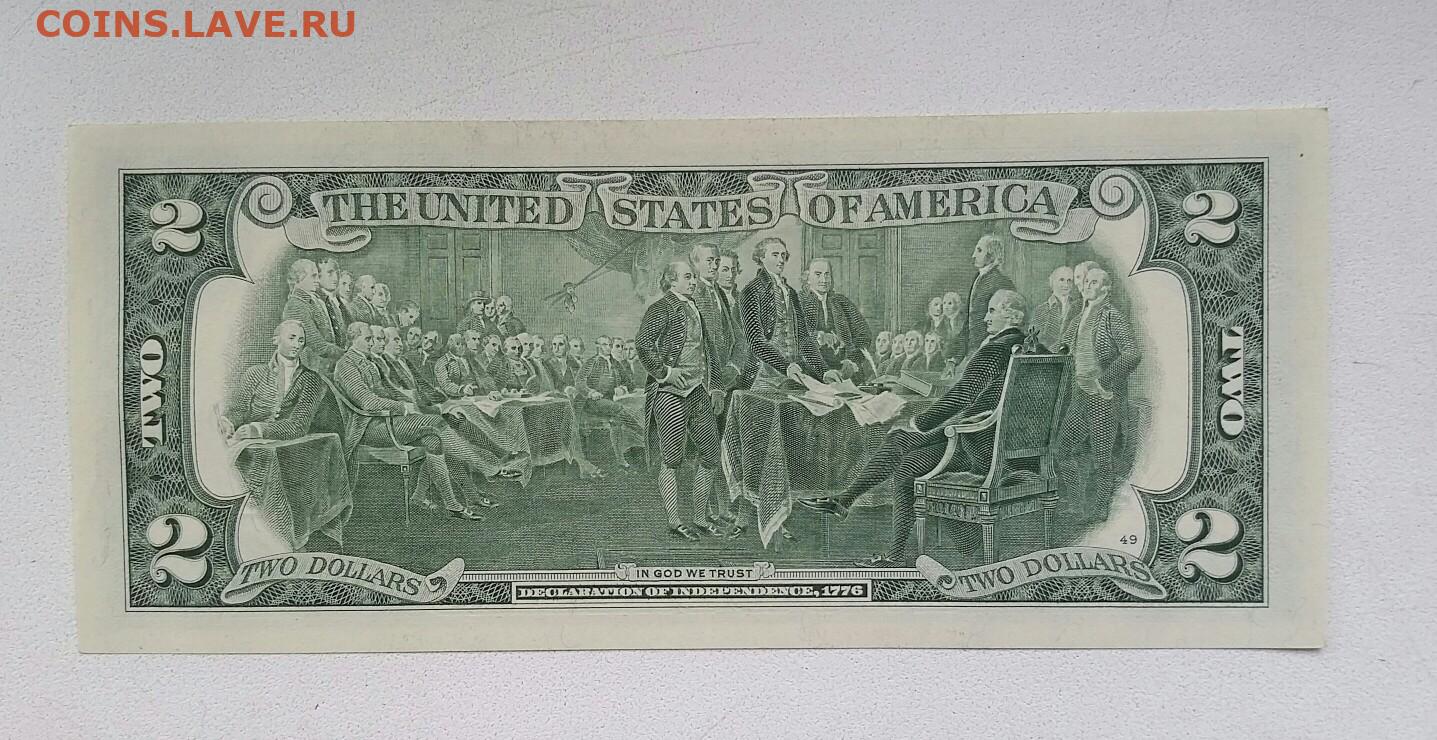 COINS.LAVE.RU
THE UNITED STATES OF AMERICA
2 2
TWO TWO
49
2 2
TWO DOLLARS IN GOD WE TRUST TWO DOLLARS
DECLARATION OF INDEPENDENCE, 1776